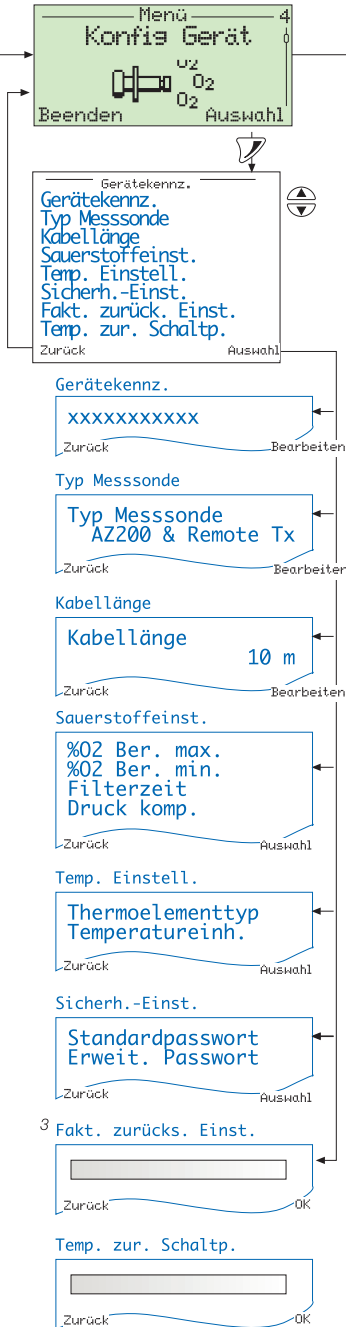 Menü 4
Konfig Gerät
O2
O2
O2
Beenden Auswahl
Gerätekennz.
Gerätekennz.
Typ Messsonde
Kabellänge
Sauerstoffeinst.
Temp. Einstell.
Sicherh.-Einst.
Fakt. zurück. Einst.
Temp. zur. Schaltp.
Zurück Auswahl
Gerätekennz.
xxxxxxxxxxx
Zurück Bearbeiten
Typ Messsonde
Typ Messsonde
AZ200 & Remote Tx
Zurück Bearbeiten
Kabellänge
Kabellänge
10 m
Zurück Bearbeiten
Sauerstoffeinst.
%O2 Ber. max.
%O2 Ber. min.
Filterzeit
Druck komp.
Zurück Auswahl
Temp. Einstell.
Thermoelementtyp
Temperatureinh.
Zurück Auswahl
Sicherh.-Einst.
Standardpasswort
Erweit. Passwort
Zurück Auswahl
3 Fakt. zurücks. Einst.
Zurück OK
Temp. zur. Schaltp.
Zurück OK